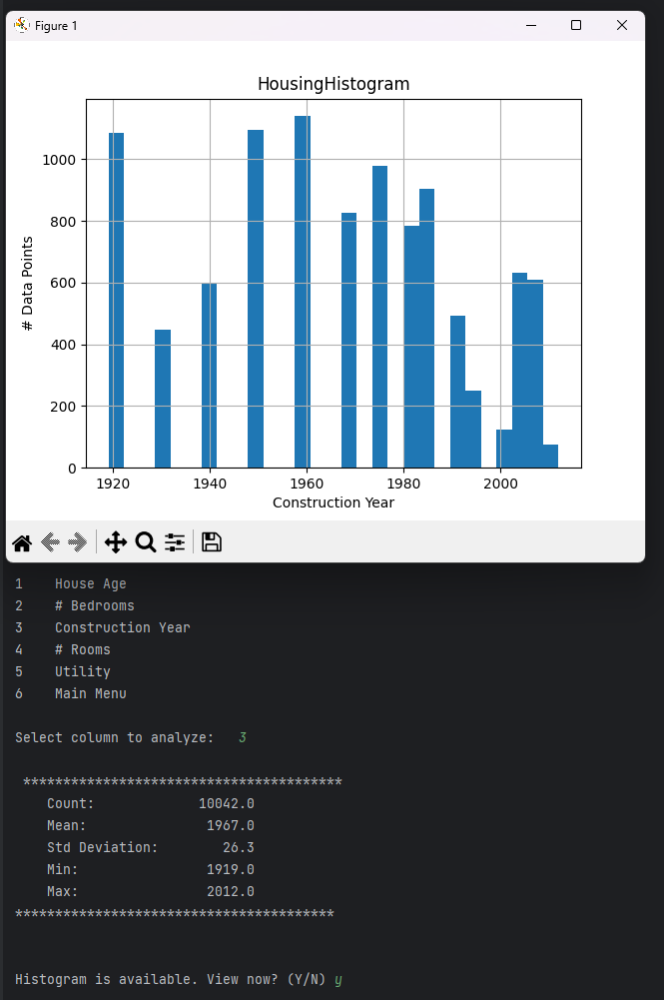 Figure 1
HousingHistogram
1000
800
600
400
200
0
# Data Points
1920 1940 1960 1980 2000
Construction Year
1 House Age
2 # Bedrooms
3 Construction Year
4 # Rooms
5 Utility
6 Main Menu
Select column to analyze: 3
****************************************
Count: 10042.0
Mean: 1967.0
Std Deviation: 26.3
Min: 1919.0
Max: 2012.0
****************************************
Histogram is available. View now? (Y/N) y